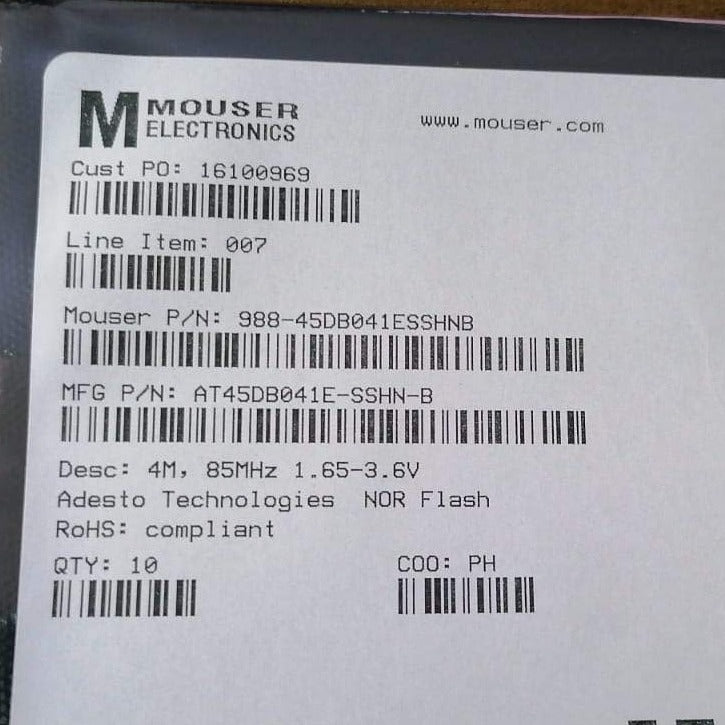 MOUSER
ELECTRONICS
www.mouser.com
Cust PO: 16100969
Line Item: 007
Mouser P/N: 988-45DB041ESSHNB
MFG P/N: AT45DB041E-SSHN-B
Desc: 4M, 85MHz 1.65-3.6V
Adesto Technologies NOR Flash
RoHS: compliant
QTY: 10
COO: PH